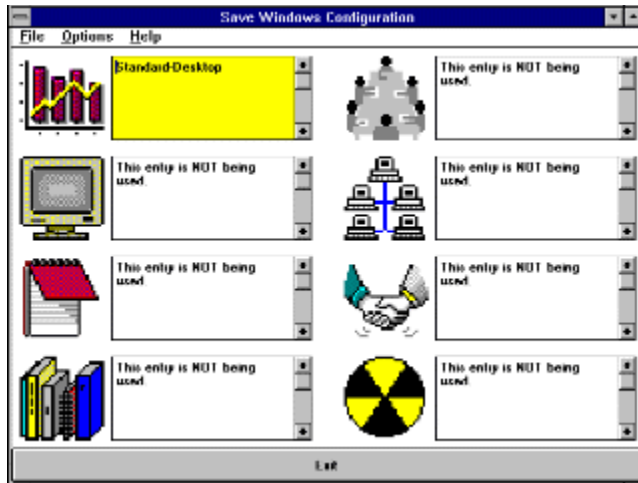 Save Windows Configuration
File Options Help
Standard-Desktop
This entry is NOT being
used.
This entry is NOT being
used.
This entry is NOT being
used.
This entry is NOT being
used.
This entry is NOT being
used.
This entry is NOT being
used.
This entry is NOT being
used.
Exit